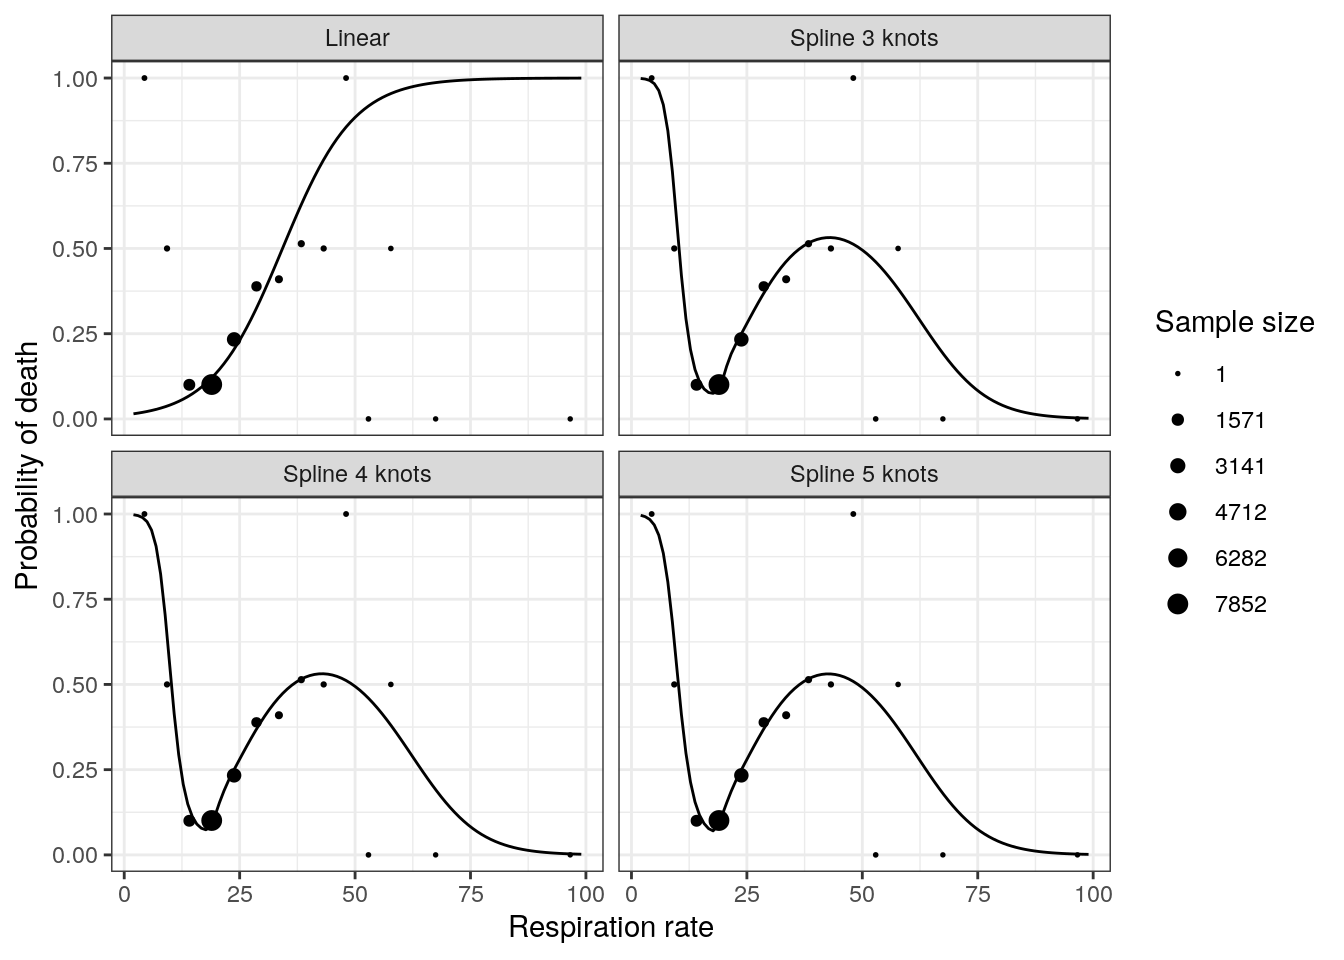 Linear
Spline 3 knots
1.00
0.75
0.50
0.25
0.00
Spline 4 knots
Spline 5 knots
1.00
0.75
0.50
0.25
0.00
0 25 50 75 100
0 25 50 75 100
Respiration rate
Probability of death
Sample size
1
1571
3141
4712
6282
7852